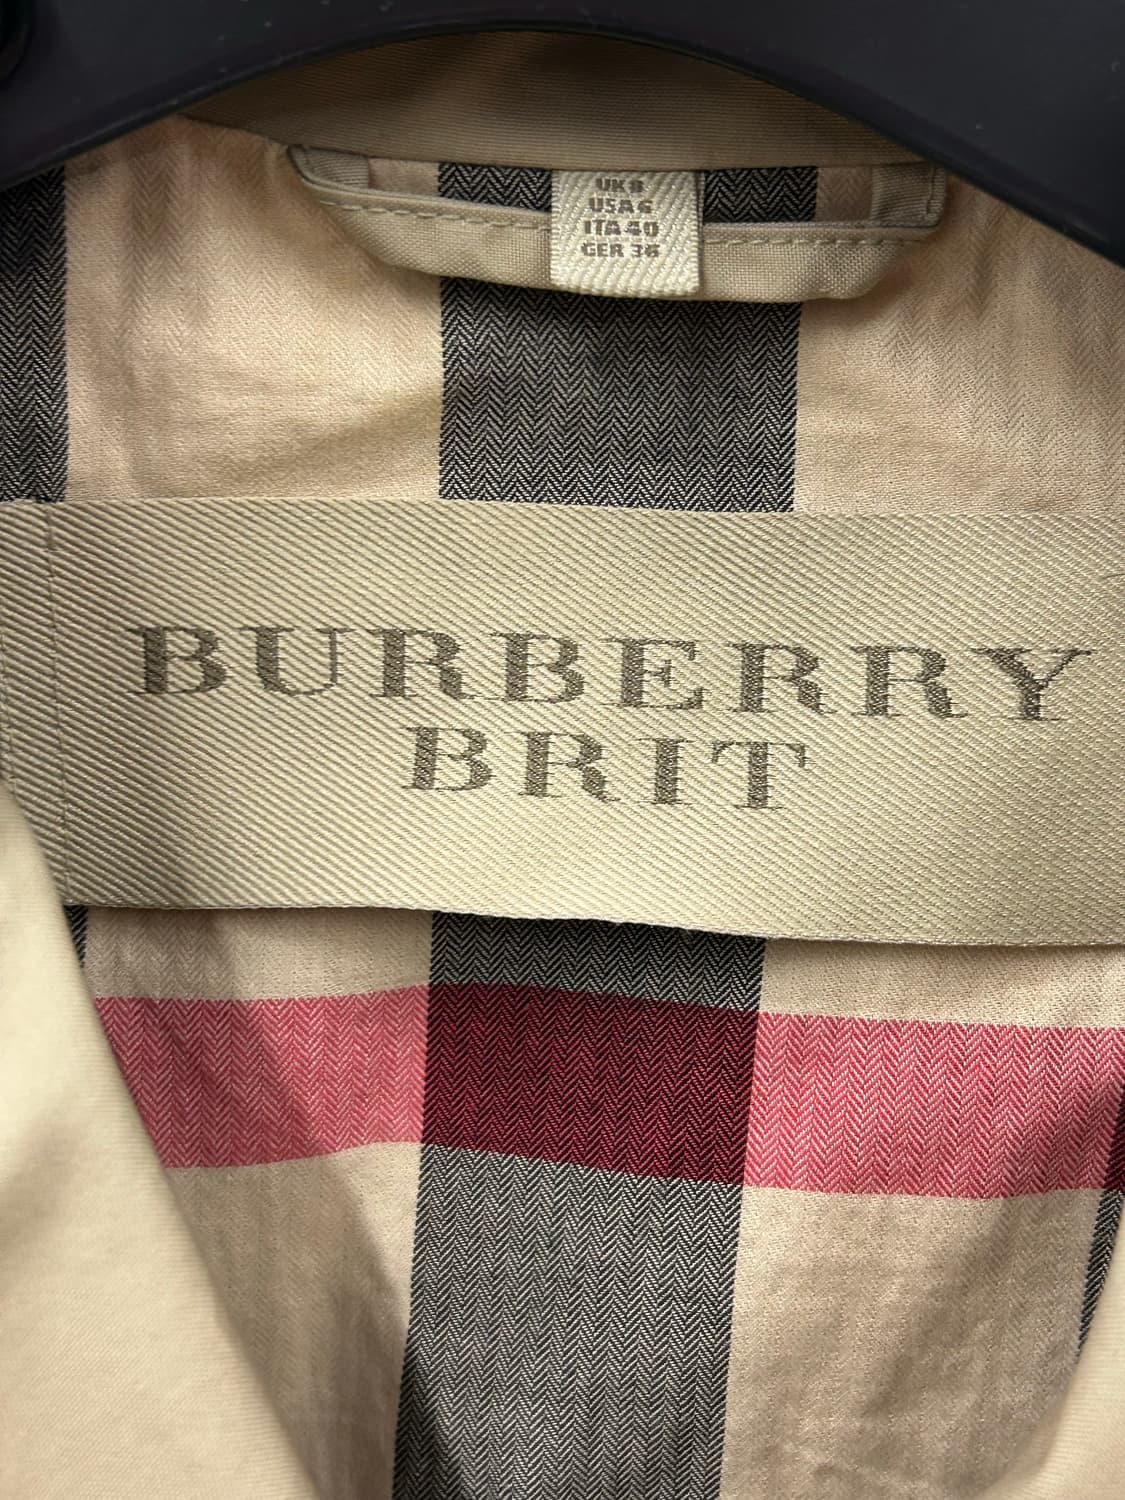 UK 8
USA 6
ITA 40
GER 36
BURBERRY
BRIT